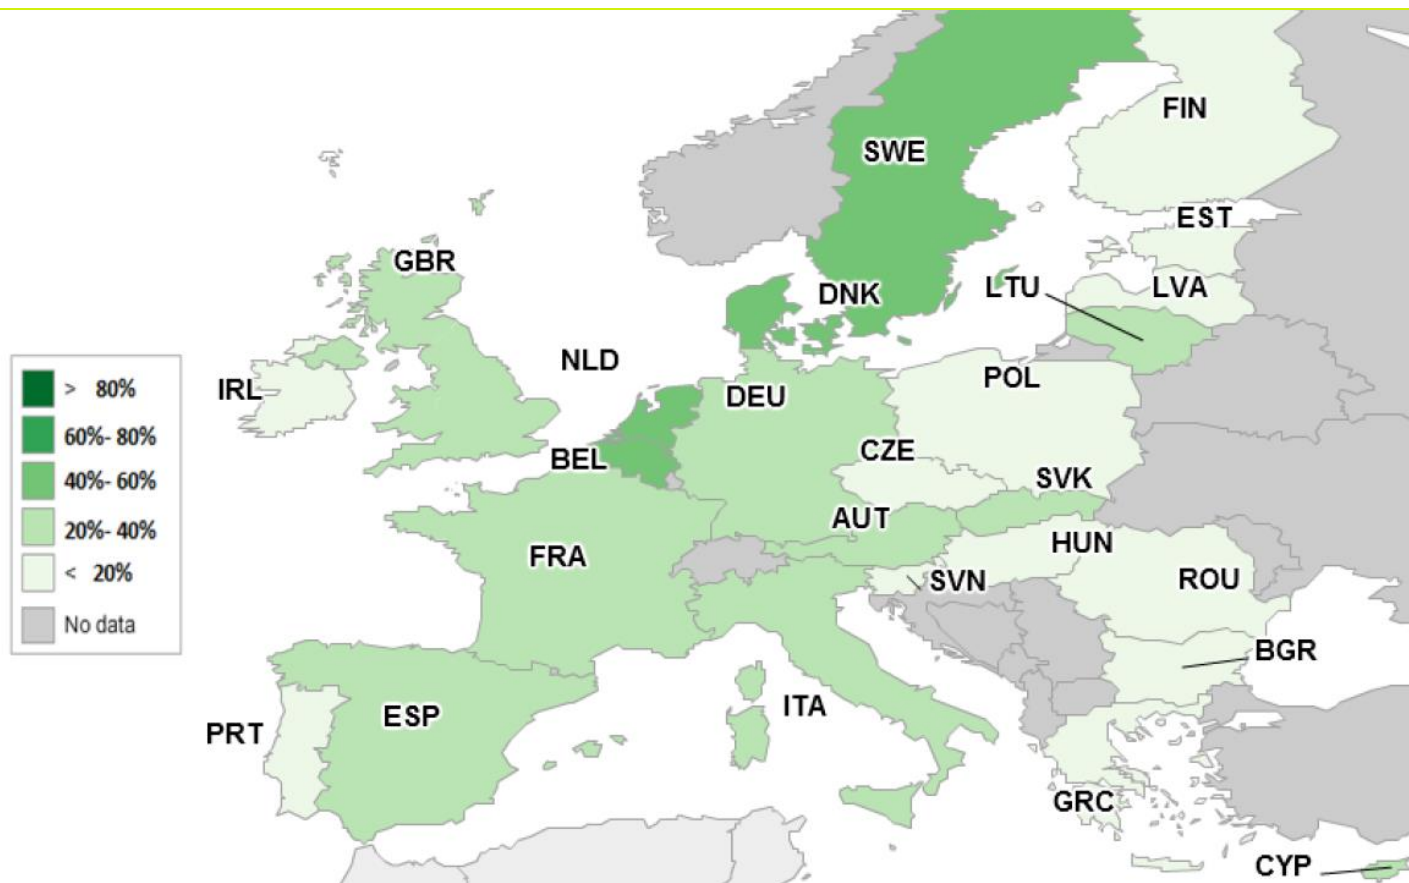 SWE
FIN
EST
GBR
LTU
LVA
DNK
NLD
IRL
DEU
POL
> 80%
60%- 80%
40%- 60%
20%- 40%
< 20%
No data
BEL
CZE
SVK
AUT
FRA
HUN
SVN
ROU
BGR
PRT
ESP
ITA
GRC
CYP